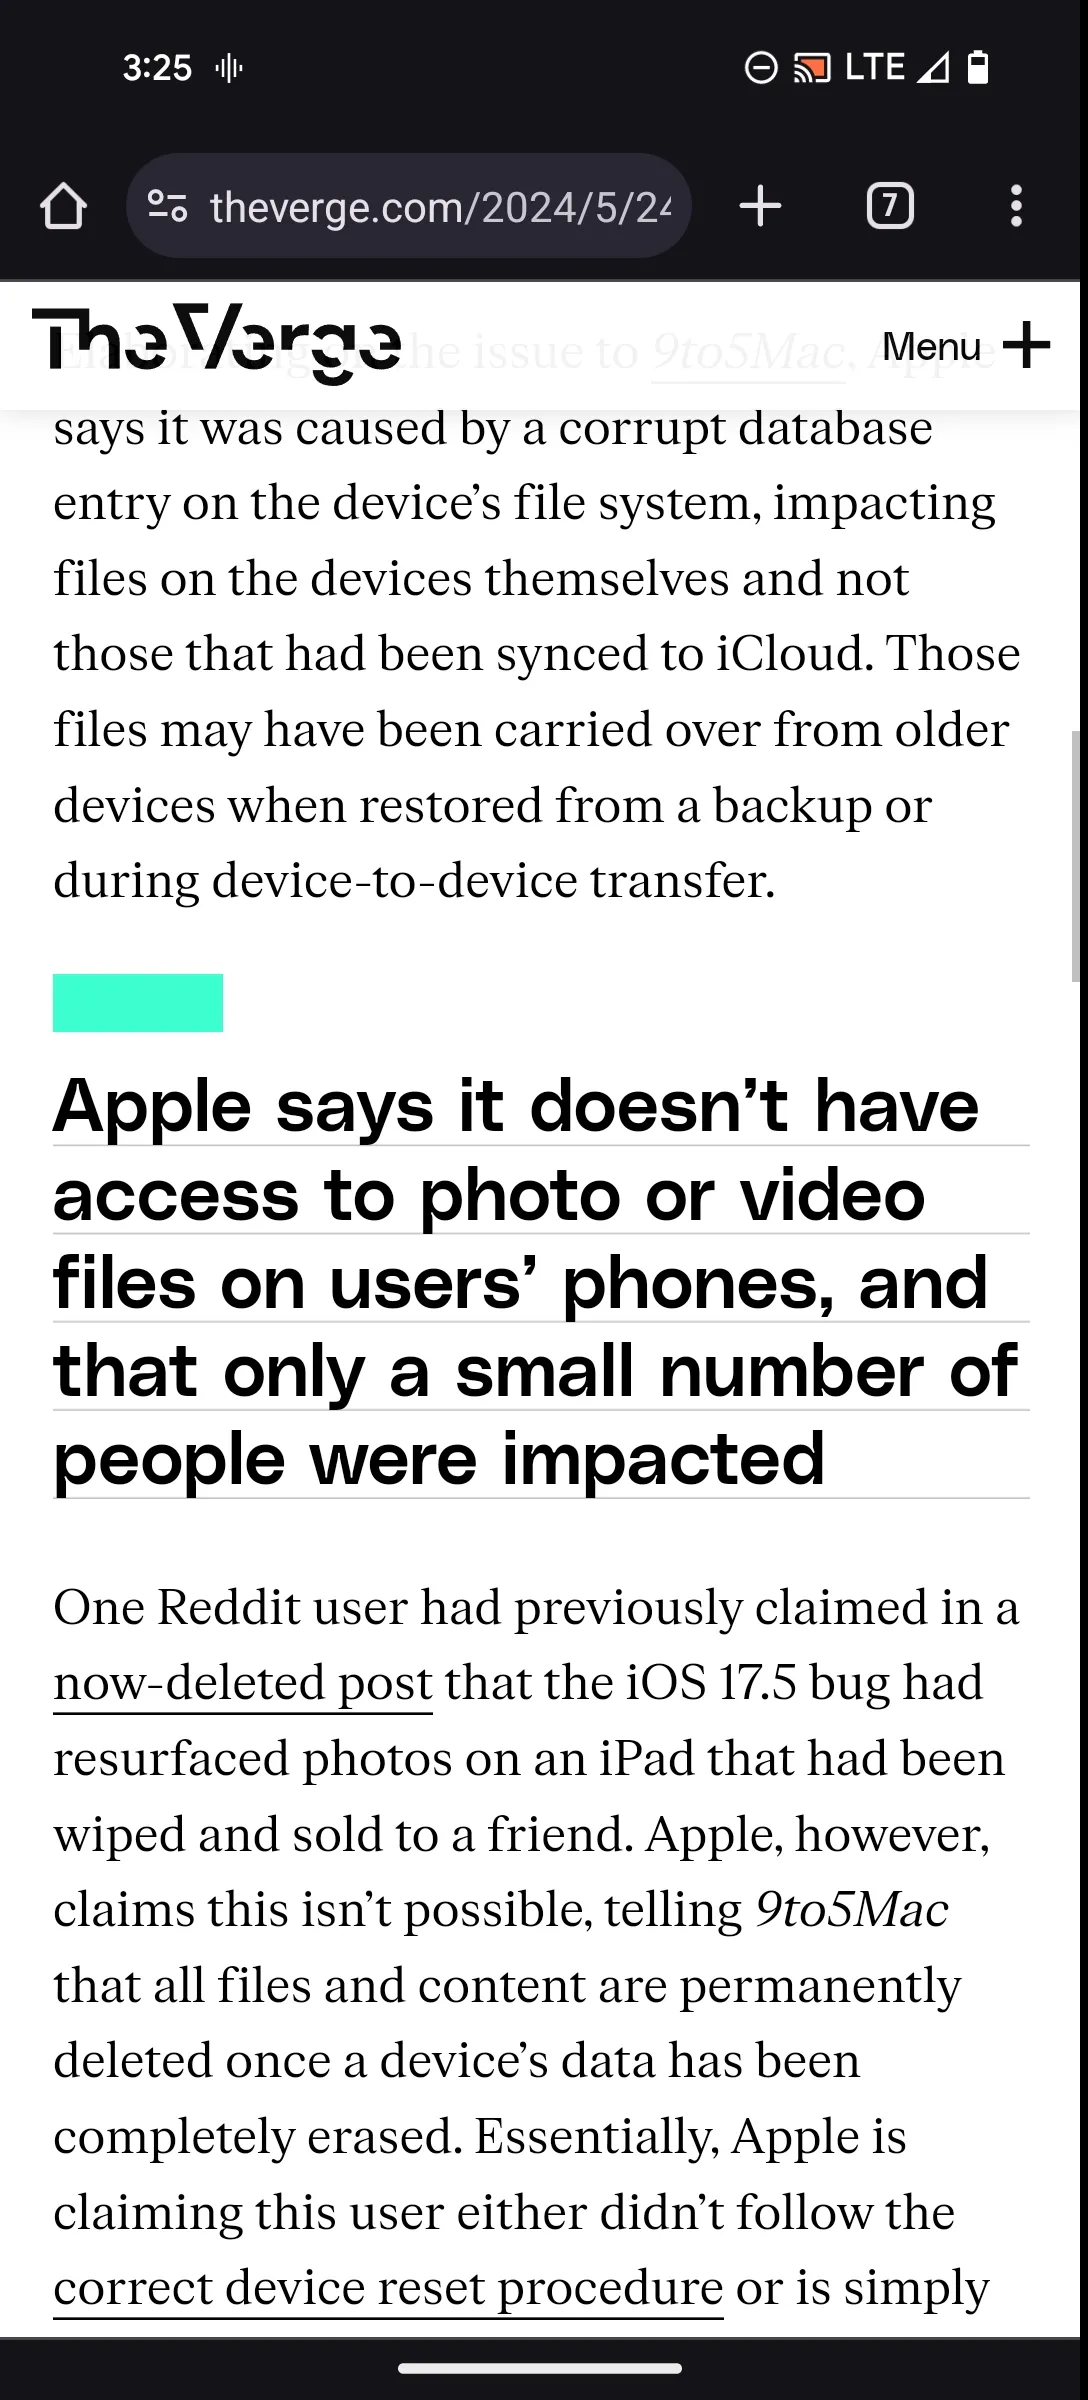 3:25
LTE
theverge.com/2024/5/24
7
The Verge
Menu
Elaborating on the issue to 9to5Mac, Apple
says it was caused by a corrupt database
entry on the device’s file system, impacting
files on the devices themselves and not
those that had been synced to iCloud. Those
files may have been carried over from older
devices when restored from a backup or
during device-to-device transfer.
Apple says it doesn’t have
access to photo or video
files on users’ phones, and
that only a small number of
people were impacted
One Reddit user had previously claimed in a
now-deleted post that the iOS 17.5 bug had
resurfaced photos on an iPad that had been
wiped and sold to a friend. Apple, however,
claims this isn’t possible, telling 9to5Mac
that all files and content are permanently
deleted once a device’s data has been
completely erased. Essentially, Apple is
claiming this user either didn’t follow the
correct device reset procedure or is simply